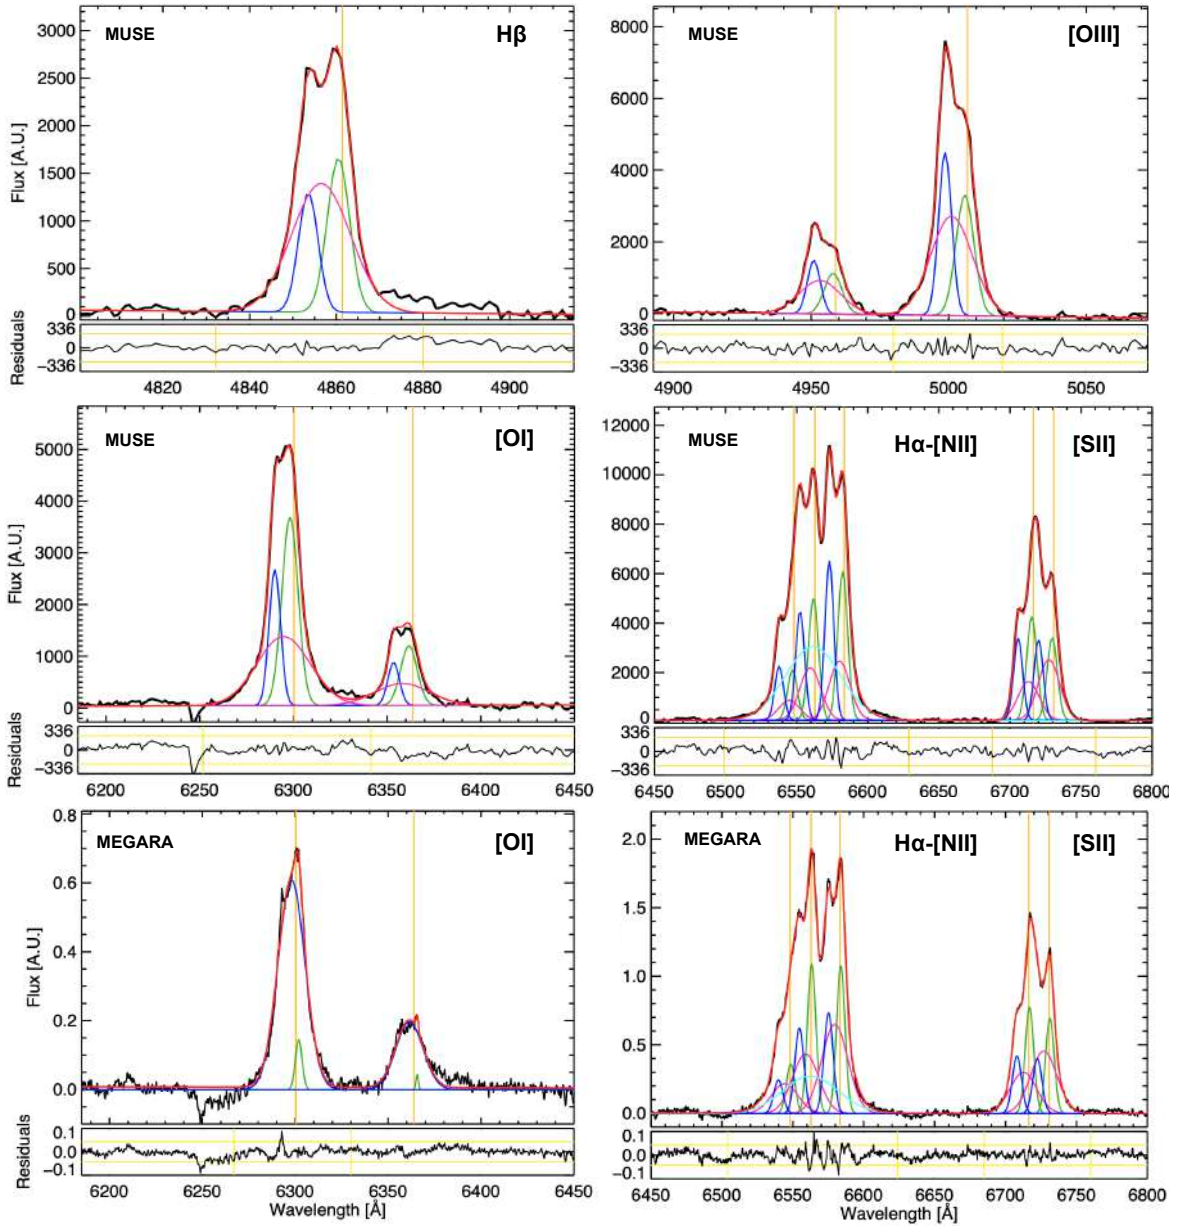 MUSE
Hβ
3000
2500
2000
1500
1000
500
0
Flux [A.U.]
336
0
−336
Residuals
4820 4840 4860 4880 4900
MUSE
[OIII]
8000
6000
4000
2000
0
336
0
−336
4900 4950 5000 5050
MUSE
[OI]
5000
4000
3000
2000
1000
0
Flux [A.U.]
336
0
−336
Residuals
6200 6250 6300 6350 6400 6450
MUSE
Hα-[NII]
[SII]
12000
10000
8000
6000
4000
2000
0
336
0
−336
6450 6500 6550 6600 6650 6700 6750 6800
MEGARA
[OI]
0.8
0.6
0.4
0.2
0.0
Flux [A.U.]
0.1
0.0
−0.1
Residuals
6200 6250 6300 6350 6400 6450
Wavelength [Å]
MEGARA
Hα-[NII]
[SII]
2.0
1.5
1.0
0.5
0.0
0.1
0.0
−0.1
6450 6500 6550 6600 6650 6700 6750 6800
Wavelength [Å]